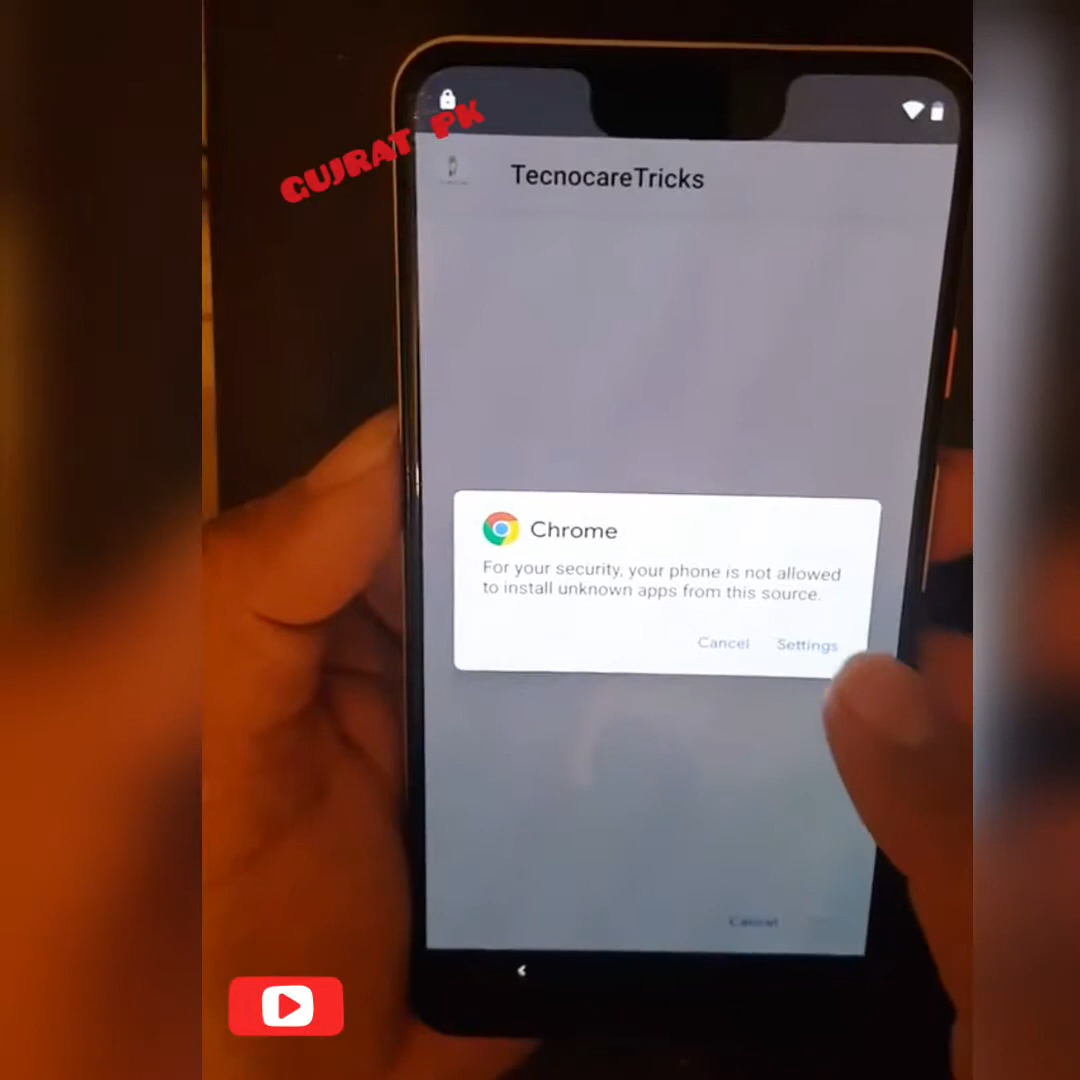 GUJRAT PK
TecnocareTricks
Chrome
For your security, your phone is not allowed
to install unknown apps from this source.
Cancel Settings
Cancel